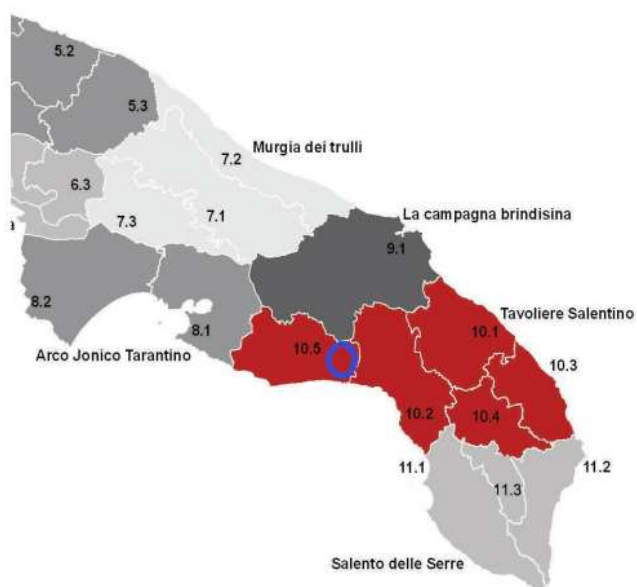 5.2
5.3
Murgia dei trulli
7.2
6.3
a
7.3
7.1
La campagna brindisina
9.1
8.2
8.1
Tavoliere Salentino
10.1
Arco Jonico Tarantino
10.5
10.3
10.2
10.4
11.1
11.2
11.3
Salento delle Serre